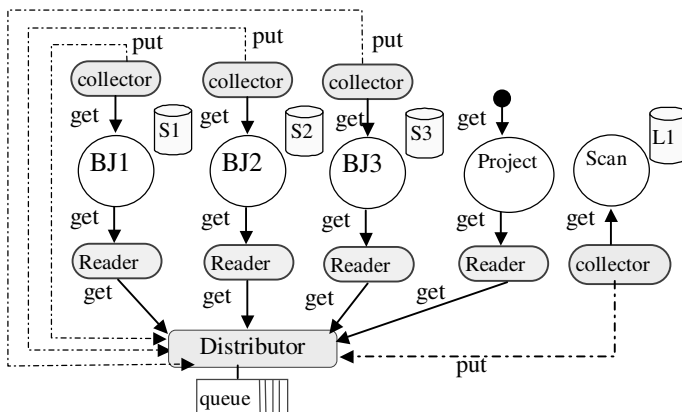 put put put
collector collector collector
get get get get
S1 S2 S3 L1
BJ1 BJ2 BJ3 Project Scan
get get get get get
Reader Reader Reader Reader collector
get get get get
Distributor
put
queue